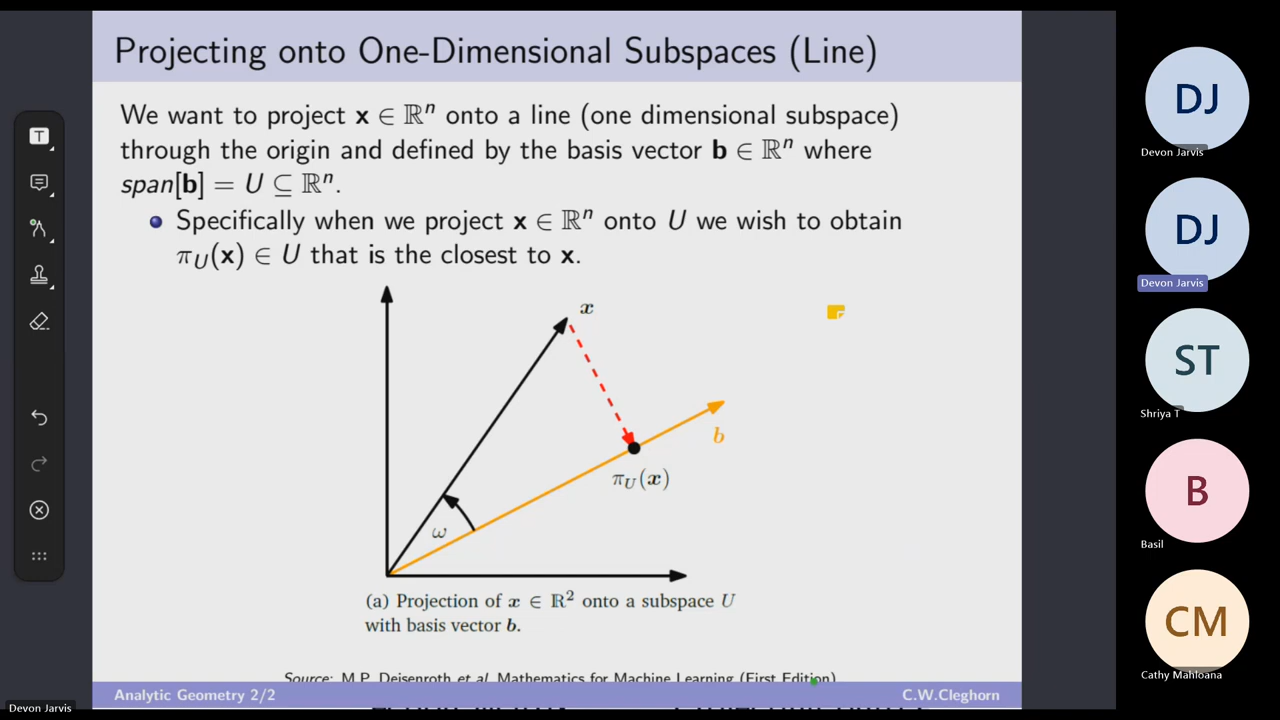 Projecting onto One-Dimensional Subspaces (Line)
We want to project x ∈ ℝⁿ onto a line (one dimensional subspace)
through the origin and defined by the basis vector b ∈ ℝⁿ where
span[b] = U ⊆ ℝⁿ.
Specifically when we project x ∈ ℝⁿ onto U we wish to obtain
π_U(x) ∈ U that is the closest to x.
x
b
π_U(x)
ω
(a) Projection of x ∈ ℝ² onto a subspace U
with basis vector b.
Source: M.P. Deisenroth et al. Mathematics for Machine Learning (First Edition)
Analytic Geometry 2/2
C.W.Cleghorn
Devon Jarvis
T
DJ
Devon Jarvis
DJ
Devon Jarvis
ST
Shriya T
B
Basil
CM
Cathy Mahloana